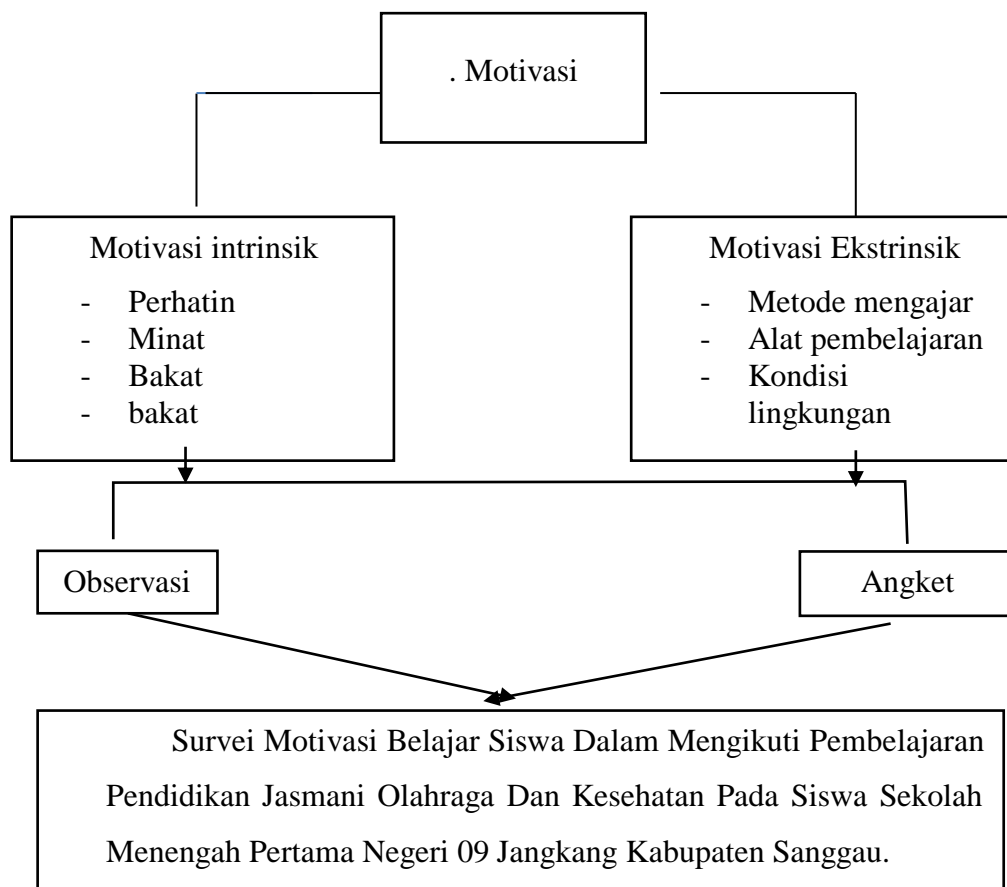 . Motivasi
Motivasi intrinsik
- Perhatin
- Minat
- Bakat
- bakat
Motivasi Ekstrinsik
- Metode mengajar
- Alat pembelajaran
- Kondisi
lingkungan
Observasi
Angket
Survei Motivasi Belajar Siswa Dalam Mengikuti Pembelajaran
Pendidikan Jasmani Olahraga Dan Kesehatan Pada Siswa Sekolah
Menengah Pertama Negeri 09 Jangkang Kabupaten Sanggau.